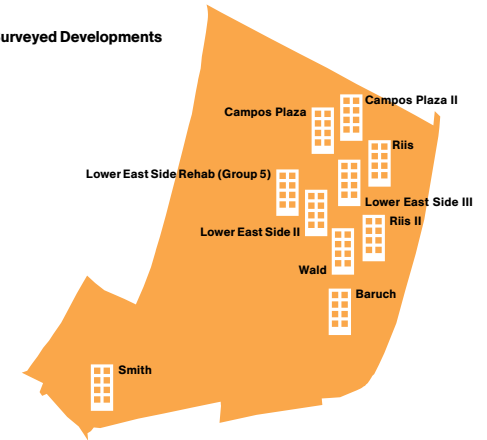 urveyed Developments
Campos Plaza II
Campos Plaza
Riis
Lower East Side Rehab (Group 5)
Lower East Side III
Riis II
Lower East Side II
Wald
Baruch
Smith